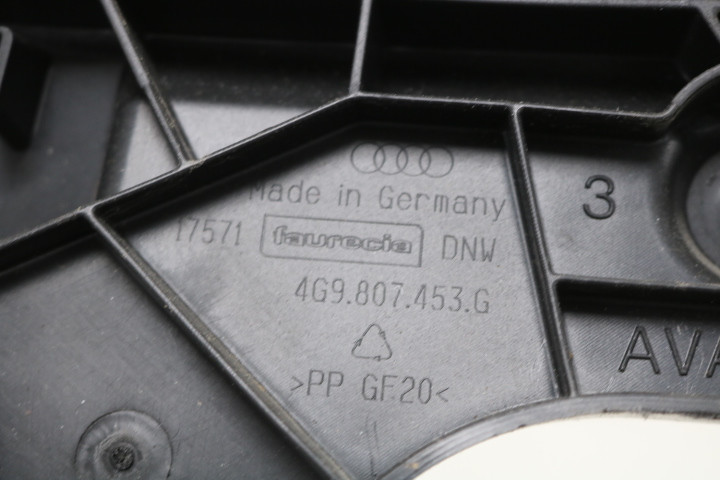 Made in Germany
3
17571 faurecia DNW
4G9.807.453.G
AVA
>PP GF20<